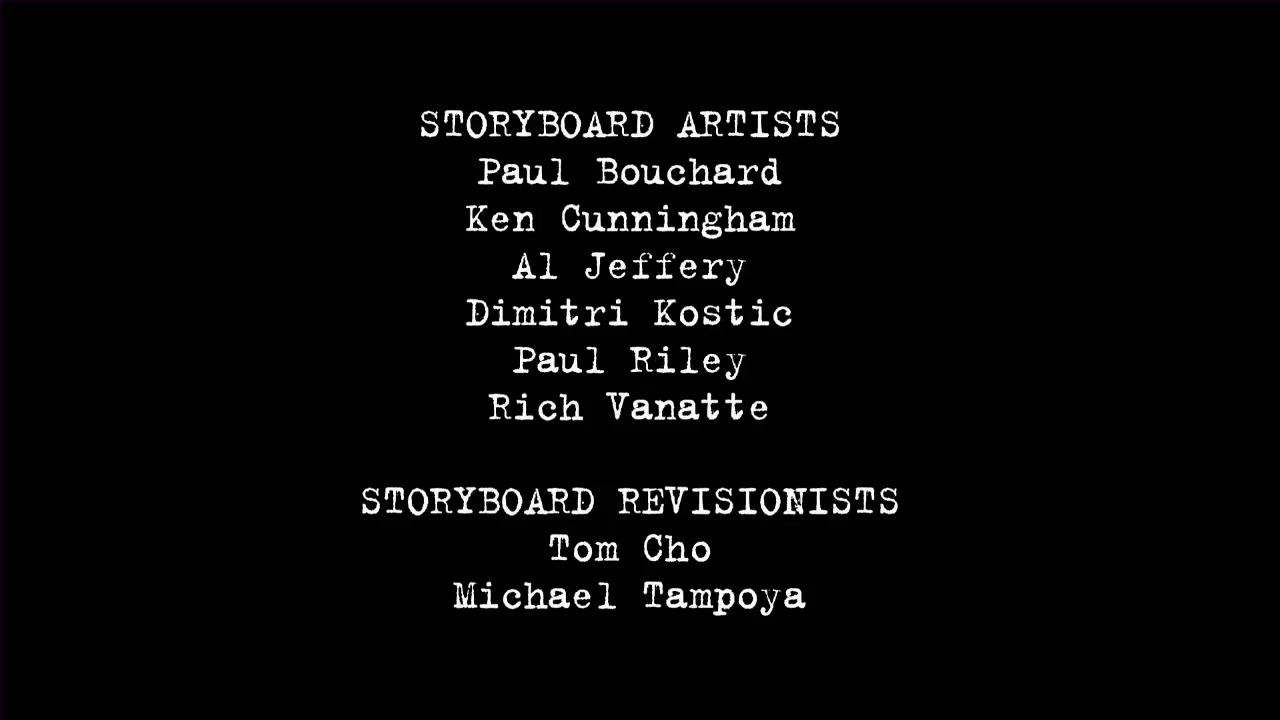 STORYBOARD ARTISTS
Paul Bouchard
Ken Cunningham
Al Jeffery
Dimitri Kostic
Paul Riley
Rich Vanatte
STORYBOARD REVISIONISTS
Tom Cho
Michael Tampoya